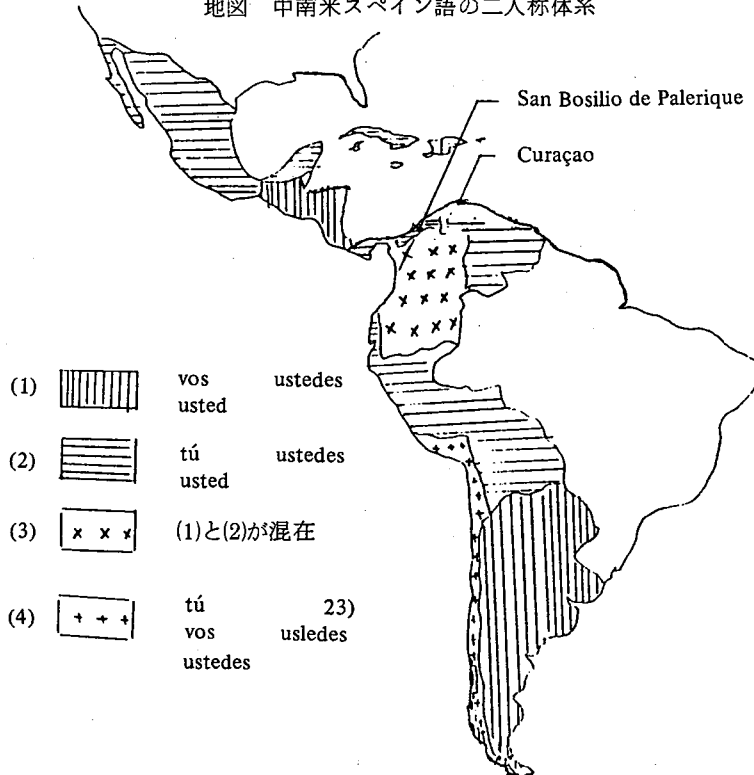 地図　中南米スペイン語の二人称体系
San Bosilio de Palerique
Curaçao
(1) vos ustedes
usted
(2) tú ustedes
usted
(3) (1)と(2)が混在
(4) tú 23)
vos usledes
ustedes